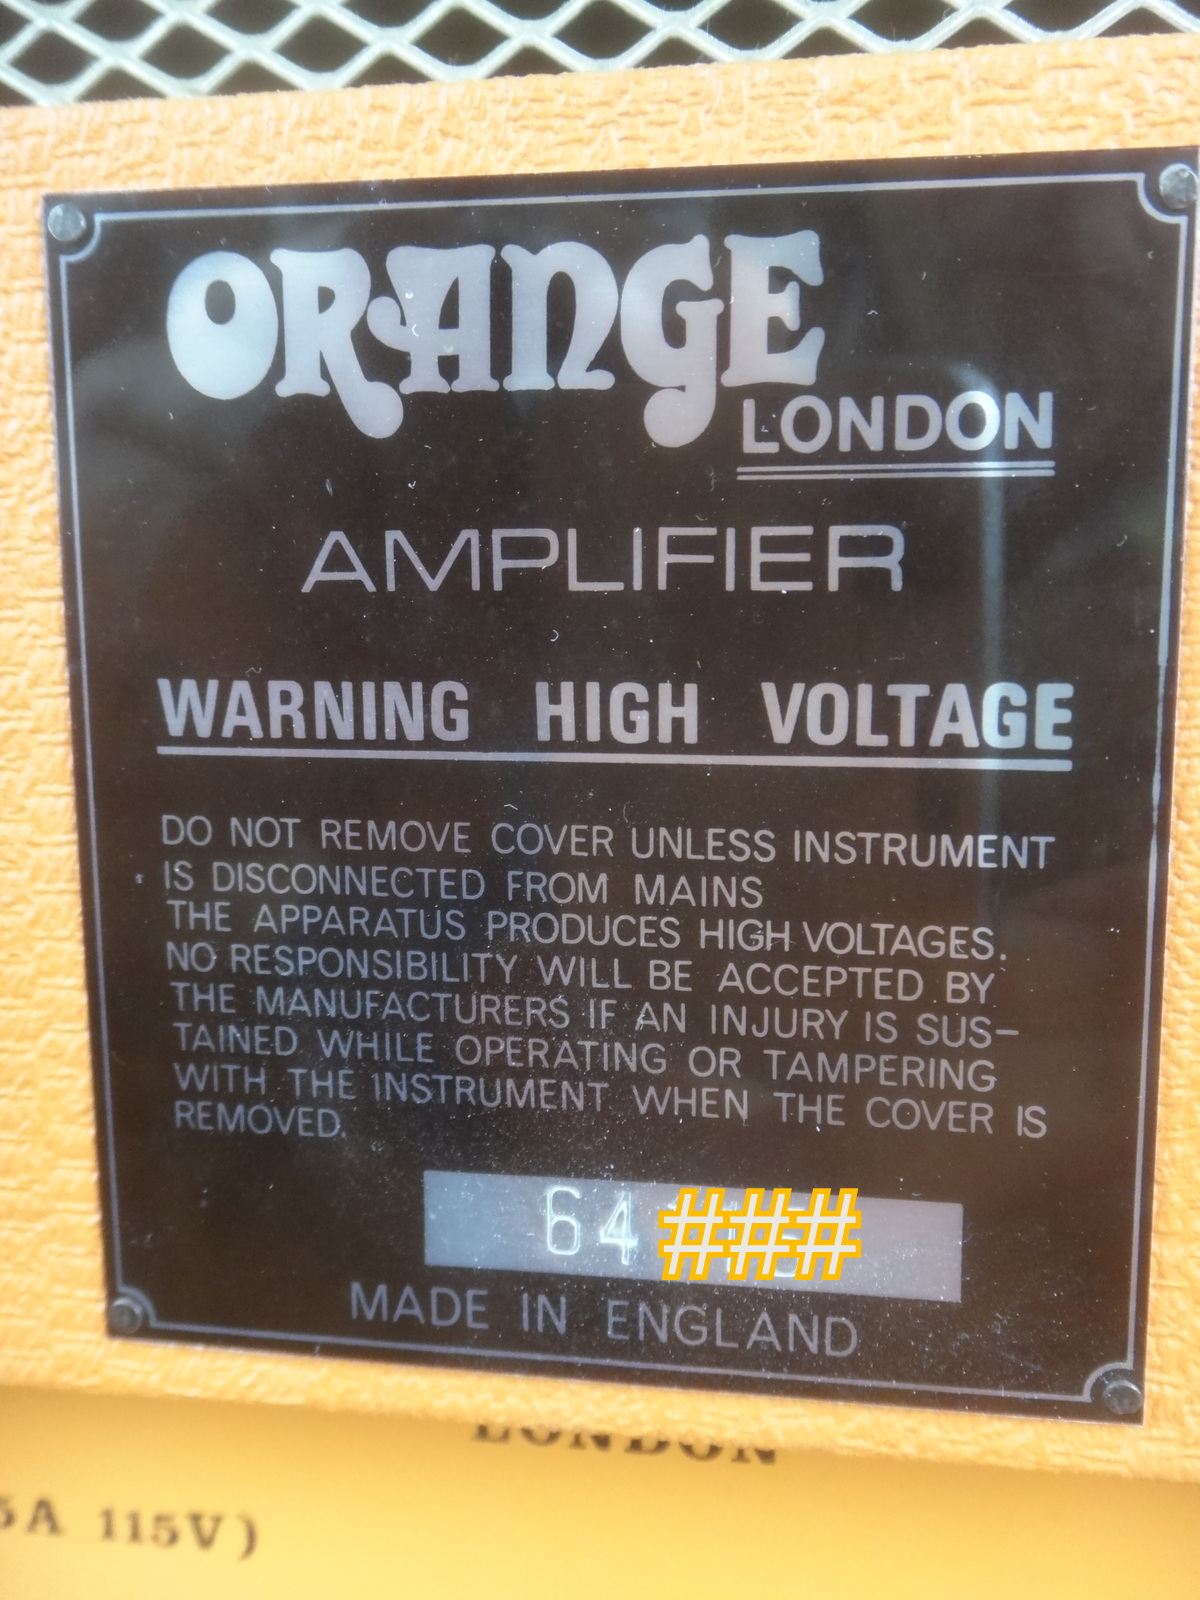 ORANGE
LONDON
AMPLIFIER
WARNING HIGH VOLTAGE
DO NOT REMOVE COVER UNLESS INSTRUMENT
IS DISCONNECTED FROM MAINS
THE APPARATUS PRODUCES HIGH VOLTAGES.
NO RESPONSIBILITY WILL BE ACCEPTED BY
THE MANUFACTURERS IF AN INJURY IS SUS–
TAINED WHILE OPERATING OR TAMPERING
WITH THE INSTRUMENT WHEN THE COVER IS
REMOVED.
64###
MADE IN ENGLAND
LONDON
5A 115V)